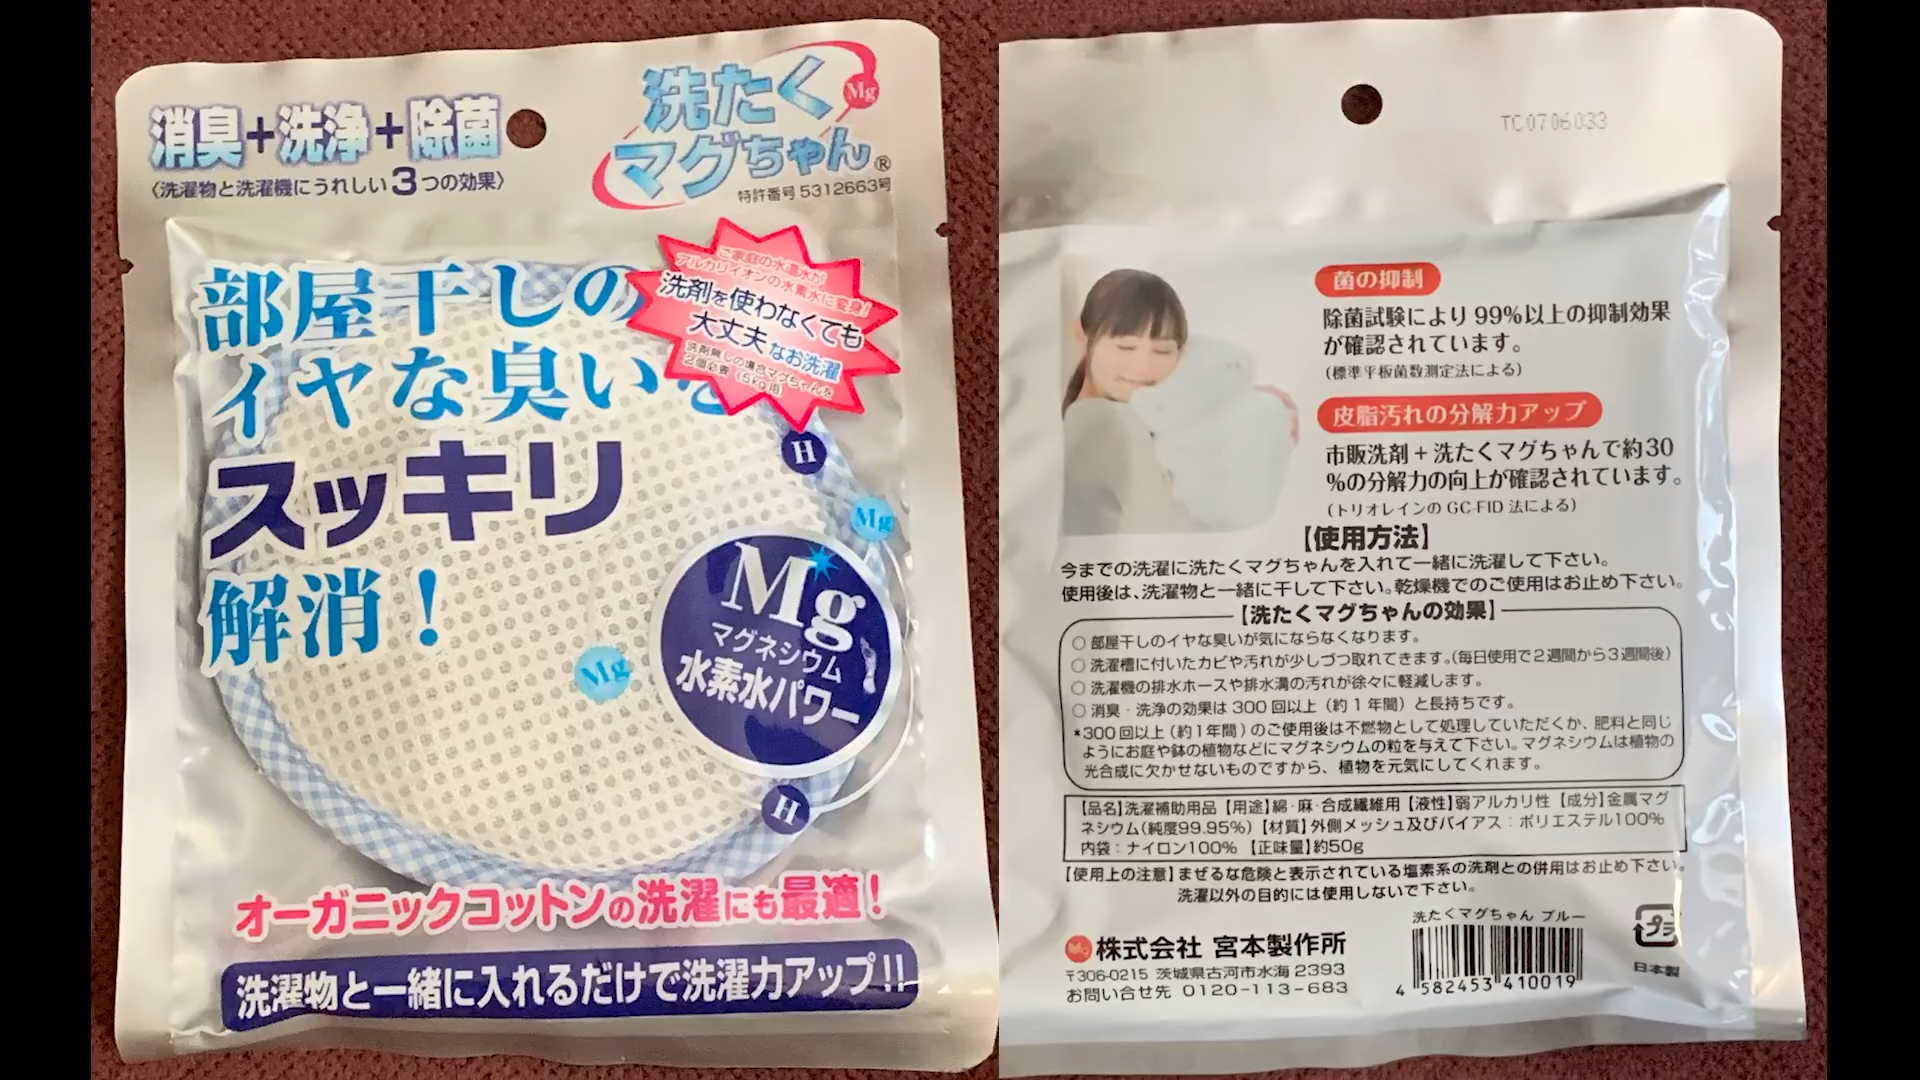 消臭+洗浄+除菌
〈洗濯物と洗濯機にうれしい3つの効果〉
洗たく
マグちゃん®
Mg
特許番号5312663号
ご家庭の水道水が
アルカリイオンの水素水に変身!
洗剤を使わなくても
大丈夫なお洗濯
洗剤無しの場合マグちゃんを
2個必要(5kg用)
部屋干しの
イヤな臭いを
スッキリ
解消!
H
Mg
Mg
マグネシウム
水素水パワー
Mg
H
オーガニックコットンの洗濯にも最適!
洗濯物と一緒に入れるだけで洗濯力アップ!!
TC0706033
菌の抑制
除菌試験により99%以上の抑制効果
が確認されています。
(標準平板菌数測定法による)
皮脂汚れの分解力アップ
市販洗剤+洗たくマグちゃんで約30
%の分解力の向上が確認されています。
(トリオレインのGC-FID法による)
【使用方法】
今までの洗濯に洗たくマグちゃんを入れて一緒に洗濯して下さい。
使用後は、洗濯物と一緒に干して下さい。乾燥機でのご使用はお止め下さい。
【洗たくマグちゃんの効果】
○ 部屋干しのイヤな臭いが気にならなくなります。
○ 洗濯槽に付いたカビや汚れが少しづつ取れてきます。(毎日使用で2週間から3週間後)
○ 洗濯機の排水ホースや排水溝の汚れが徐々に軽減します。
○ 消臭・洗浄の効果は300回以上(約1年間)と長持ちです。
*300回以上(約1年間)のご使用後は不燃物として処理していただくか、肥料と同じ
ようにお庭や鉢の植物などにマグネシウムの粒を与えて下さい。マグネシウムは植物の
光合成に欠かせないものですから、植物を元気にしてくれます。
【品名】洗濯補助用品【用途】綿・麻・合成繊維用【液性】弱アルカリ性【成分】金属マグ
ネシウム(純度99.95%)【材質】外側メッシュ及びバイアス:ポリエステル100%
内袋:ナイロン100%【正味量】約50g
【使用上の注意】まぜるな危険と表示されている塩素系の洗剤との併用はお止め下さい。
洗濯以外の目的には使用しないで下さい。
Mg 株式会社 宮本製作所
〒306-0215 茨城県古河市水海2393
お問い合せ先 0120-113-683
洗たくマグちゃん ブルー
4 582453 410019
プラ
日本製